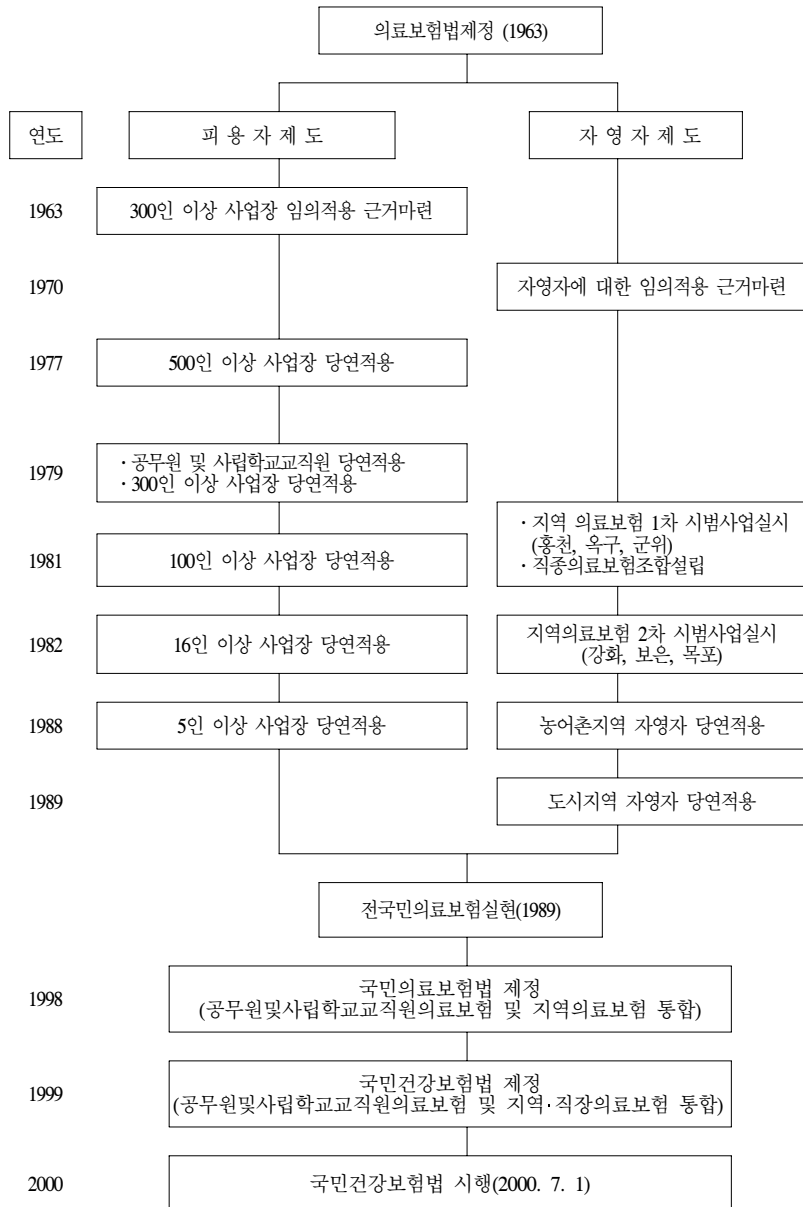 의료보험법제정 (1963)
연도
피 용 자 제 도
자 영 자 제 도
1963
300인 이상 사업장 임의적용 근거마련
1970
자영자에 대한 임의적용 근거마련
1977
500인 이상 사업장 당연적용
1979
· 공무원 및 사립학교교직원 당연적용
· 300인 이상 사업장 당연적용
1981
100인 이상 사업장 당연적용
· 지역 의료보험 1차 시범사업실시
(홍천, 옥구, 군위)
· 직종의료보험조합설립
1982
16인 이상 사업장 당연적용
지역의료보험 2차 시범사업실시
(강화, 보은, 목포)
1988
5인 이상 사업장 당연적용
농어촌지역 자영자 당연적용
1989
도시지역 자영자 당연적용
전국민의료보험실현(1989)
1998
국민의료보험법 제정
(공무원및사립학교교직원의료보험 및 지역의료보험 통합)
1999
국민건강보험법 제정
(공무원및사립학교교직원의료보험 및 지역·직장의료보험 통합)
2000
국민건강보험법 시행(2000. 7. 1)